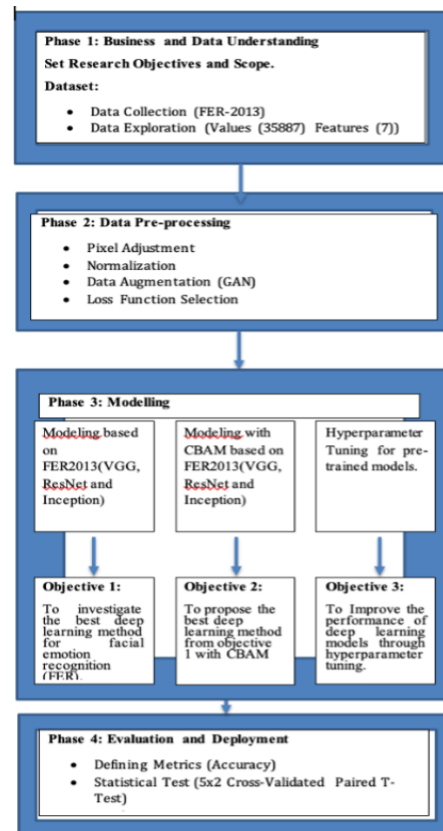 Phase 1: Business and Data Understanding
Set Research Objectives and Scope.
Dataset:
• Data Collection (FER-2013)
• Data Exploration (Values (35887) Features (7))
Phase 2: Data Pre-processing
• Pixel Adjustment
• Normalization
• Data Augmentation (GAN)
• Loss Function Selection
Phase 3: Modelling
Modeling based
on
FER2013(VGG,
ResNet and
Inception)
Modeling with
CBAM based on
FER2013(VGG,
ResNet and
Inception)
Hyperparameter
Tuning for pre-
trained models.
Objective 1:
To investigate
the best deep
learning method
for facial
emotion
recognition
(FER).
Objective 2:
To propose the
best deep
learning method
from objective
1 with CBAM
Objective 3:
To Improve the
performance of
deep learning
models through
hyperparameter
tuning.
Phase 4: Evaluation and Deployment
• Defining Metrics (Accuracy)
• Statistical Test (5x2 Cross-Validated Paired T-
Test)